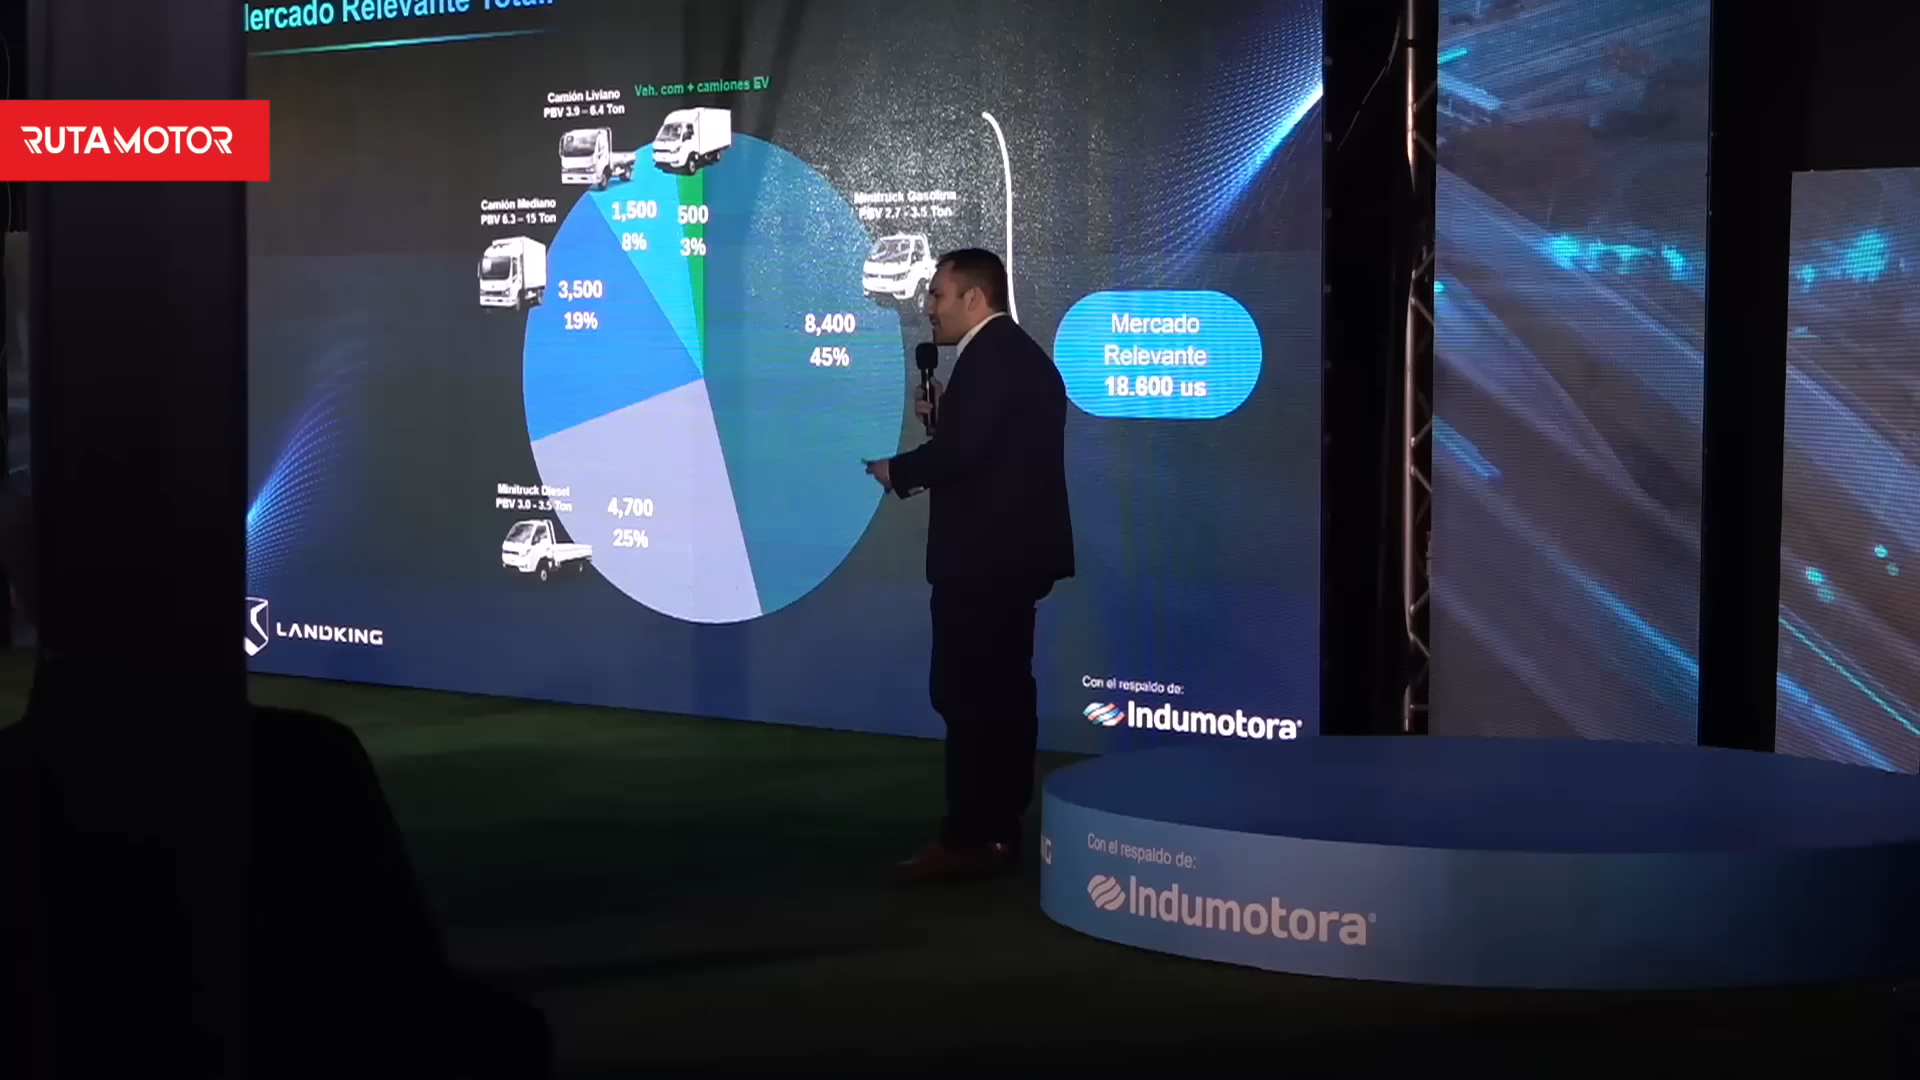 Mercado Relevante Total
RUTAMOTOR
Camión Liviano
PBV 3.9 – 6.4 Ton
Veh. com + camiones EV
Camión Mediano
PBV 6.3 – 15 Ton
Minitruck Gasolina
PBV 2.7 - 3.5 Ton
1,500
8%
500
3%
3,500
19%
8,400
45%
Mercado
Relevante
18.600 us
Minitruck Diesel
PBV 3.0 - 3.5 Ton
4,700
25%
LANDKING
Con el respaldo de:
Indumotora
Con el respaldo de:
Indumotora